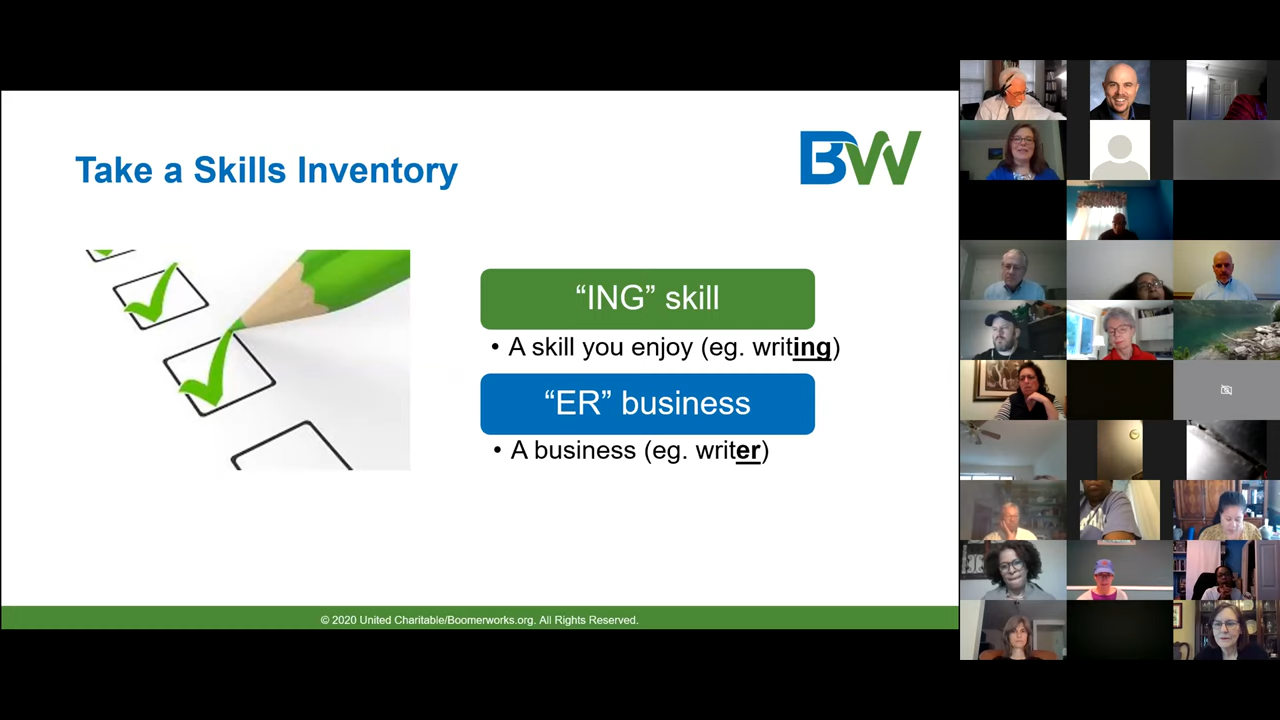 Take a Skills Inventory
BW
“ING” skill
• A skill you enjoy (eg. writing)
“ER” business
• A business (eg. writer)
© 2020 United Charitable/Boomerworks.org. All Rights Reserved.